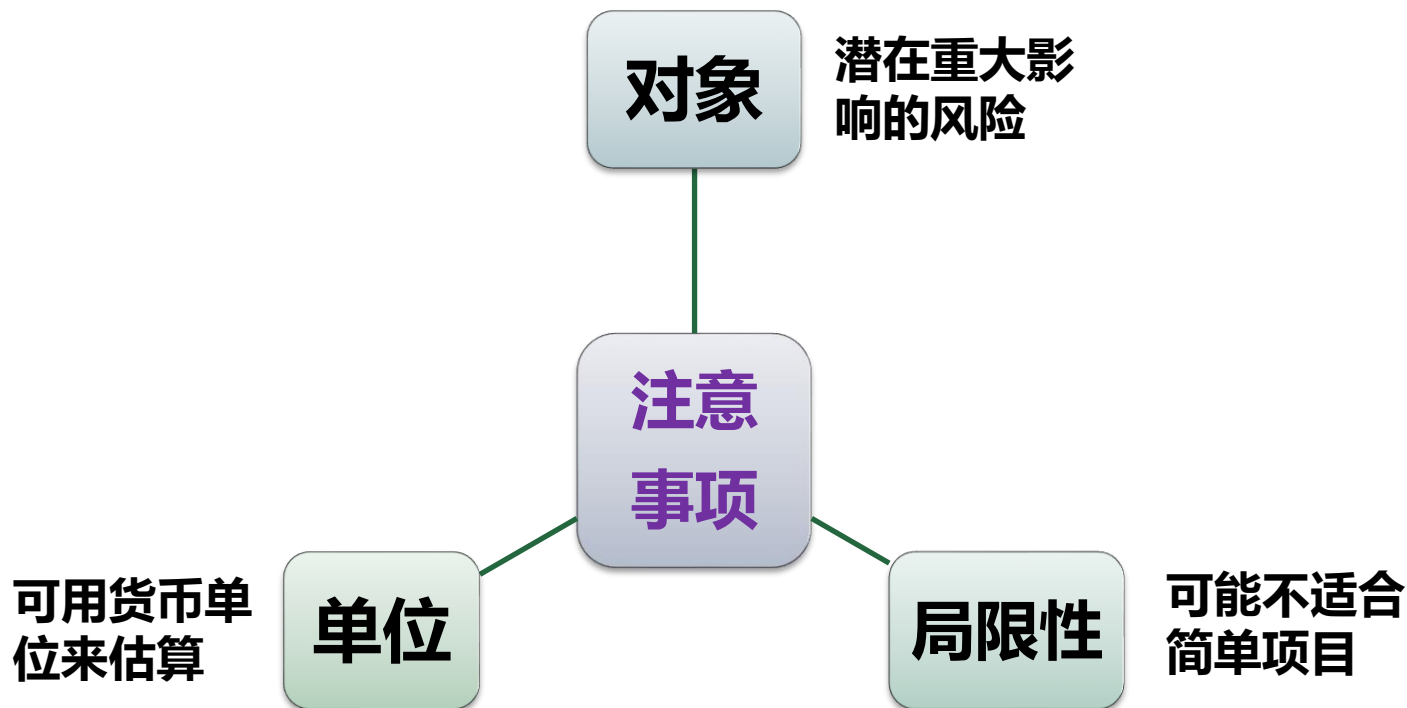 对象
潜在重大影
响的风险
注意
事项
可用货币单
位来估算
单位
局限性
可能不适合
简单项目